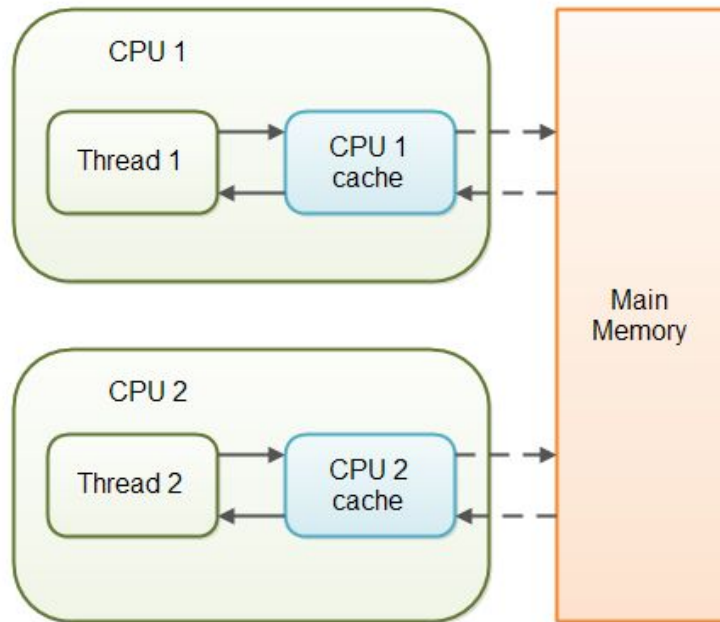 CPU 1
Thread 1
CPU 1
cache
Main
Memory
CPU 2
Thread 2
CPU 2
cache